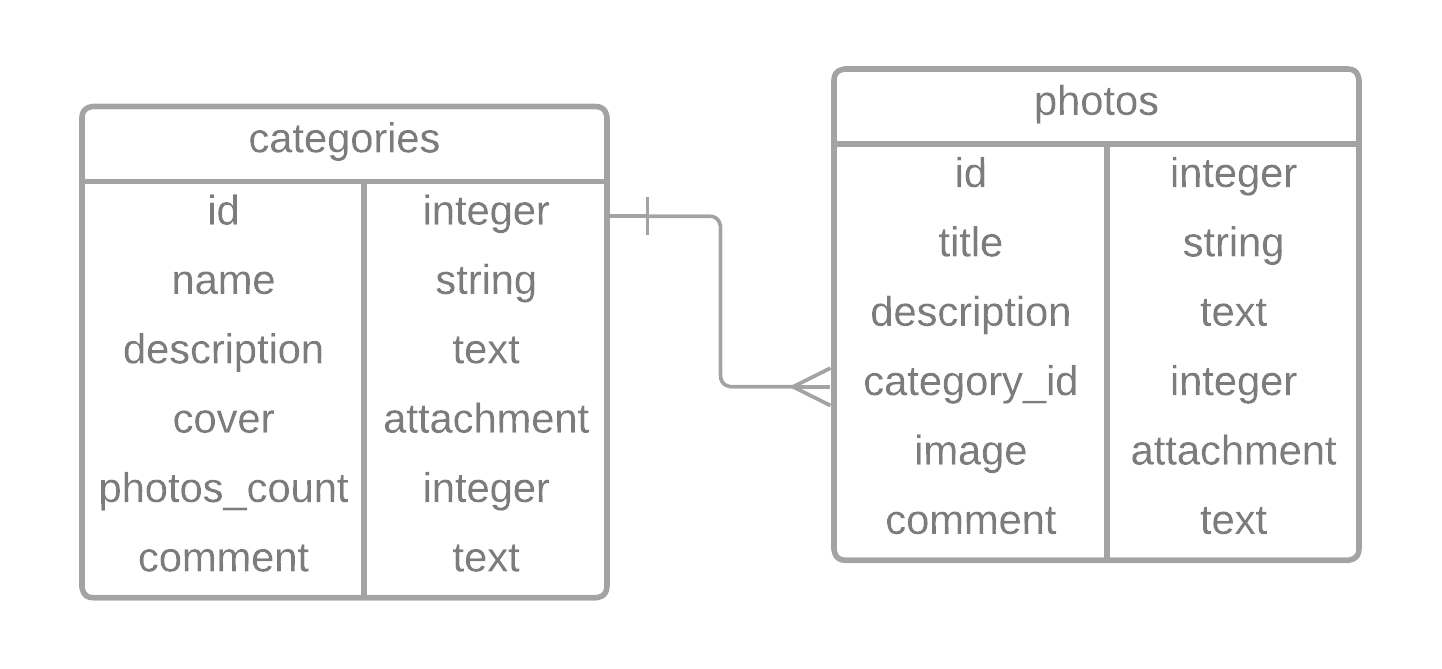 categories
id integer
name string
description text
cover attachment
photos_count integer
comment text
photos
id integer
title string
description text
category_id integer
image attachment
comment text